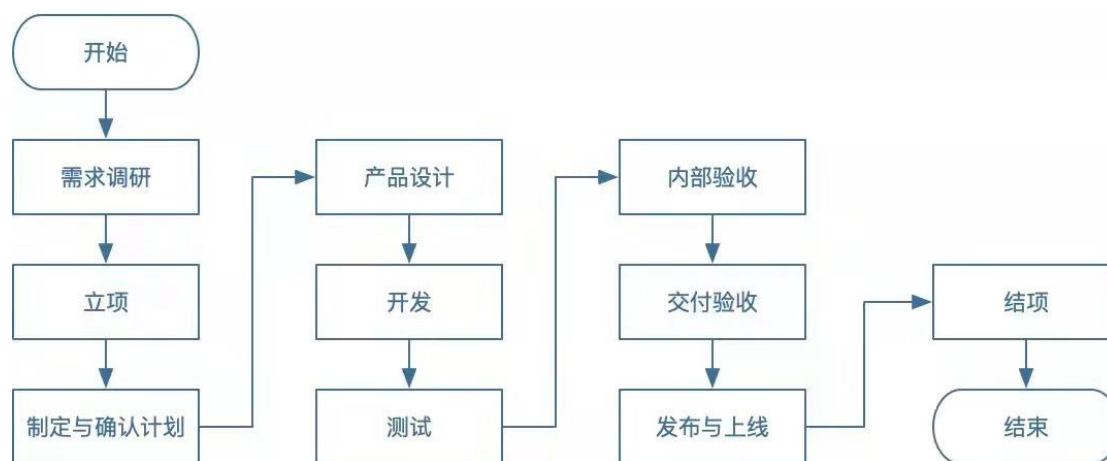 开始
需求调研
立项
制定与确认计划
产品设计
开发
测试
内部验收
交付验收
发布与上线
结项
结束